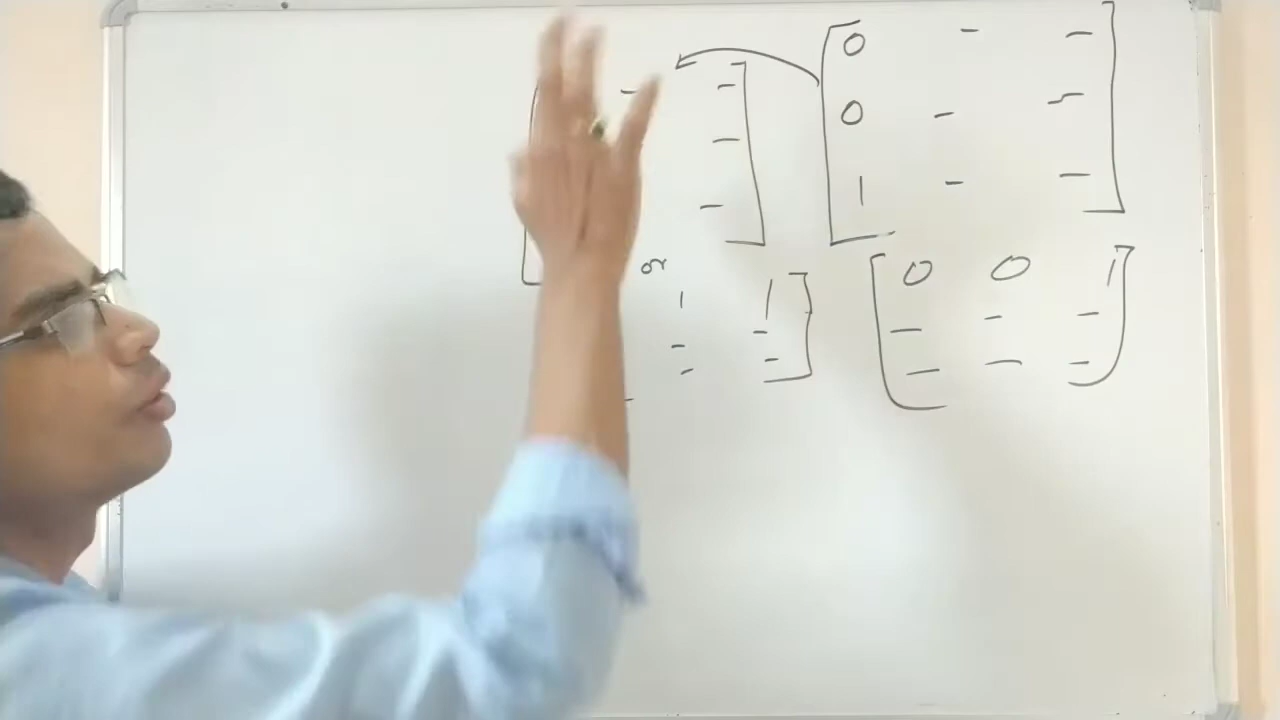 - - 0 - -
- 0 - -
- 1 - -
or
1 1 0 0 1
- - - - -
- - - - -
-